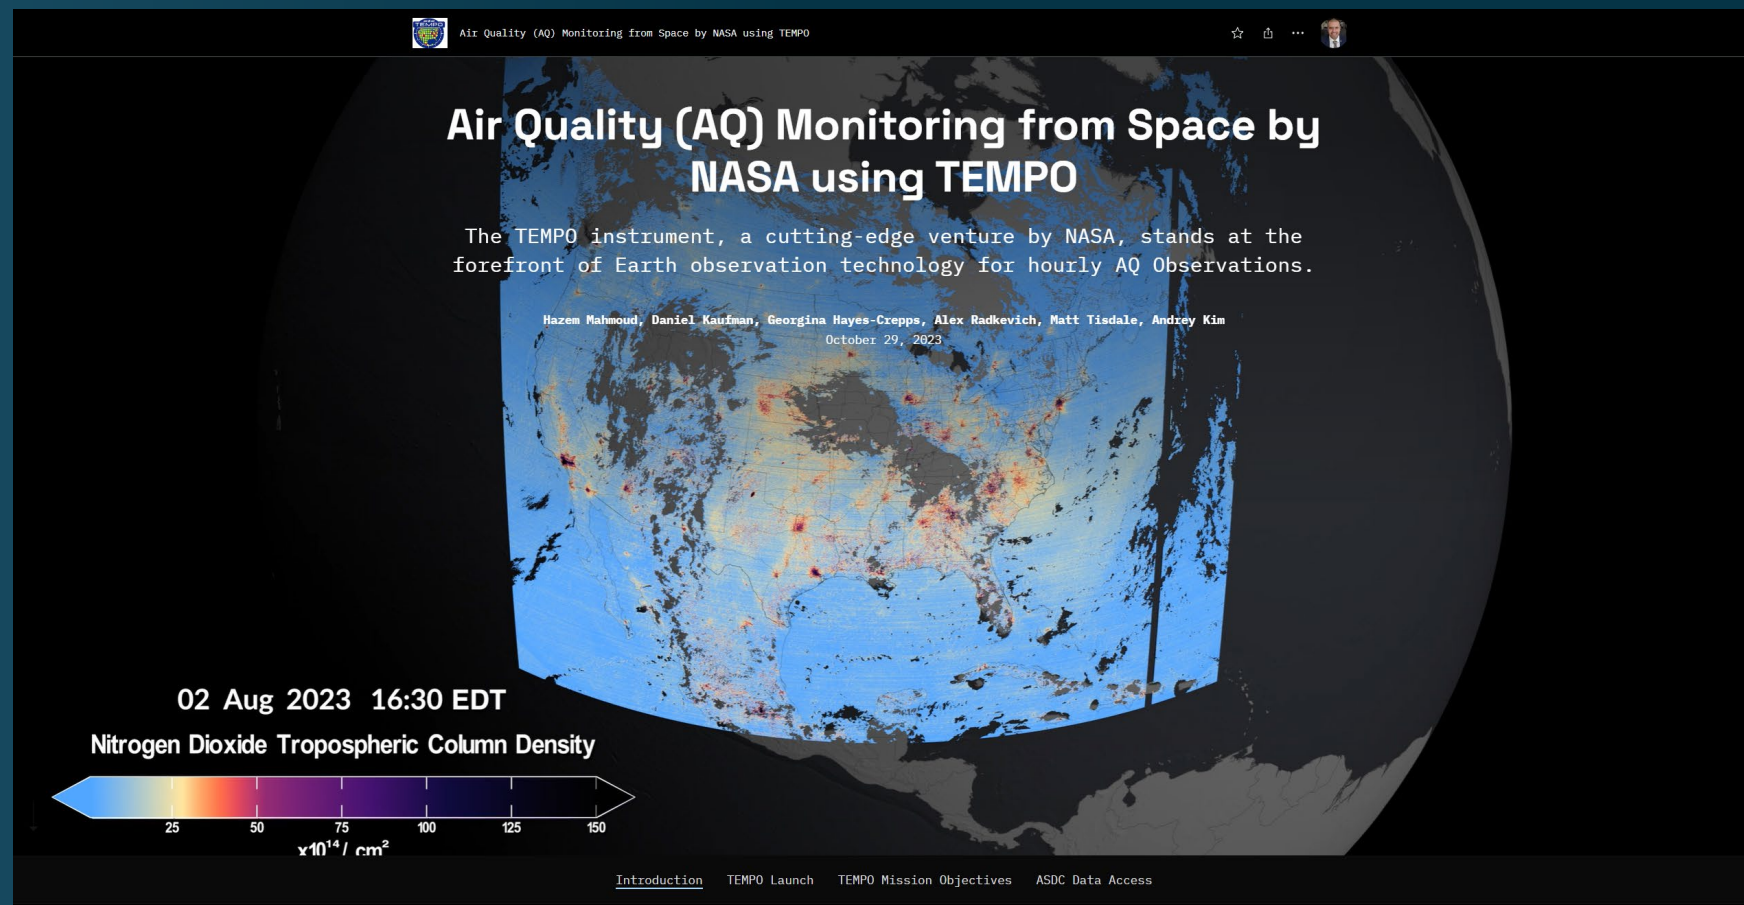 TEMPO
Air Quality (AQ) Monitoring from Space by NASA using TEMPO
Air Quality (AQ) Monitoring from Space by
NASA using TEMPO
The TEMPO instrument, a cutting-edge venture by NASA, stands at the
forefront of Earth observation technology for hourly AQ Observations.
Hazem Mahmoud, Daniel Kaufman, Georgina Hayes-Crepps, Alex Radkevich, Matt Tisdale, Andrey Kim
October 29, 2023
02 Aug 2023 16:30 EDT
Nitrogen Dioxide Tropospheric Column Density
25 50 75 100 125 150
x10¹⁴/ cm²
Introduction TEMPO Launch TEMPO Mission Objectives ASDC Data Access